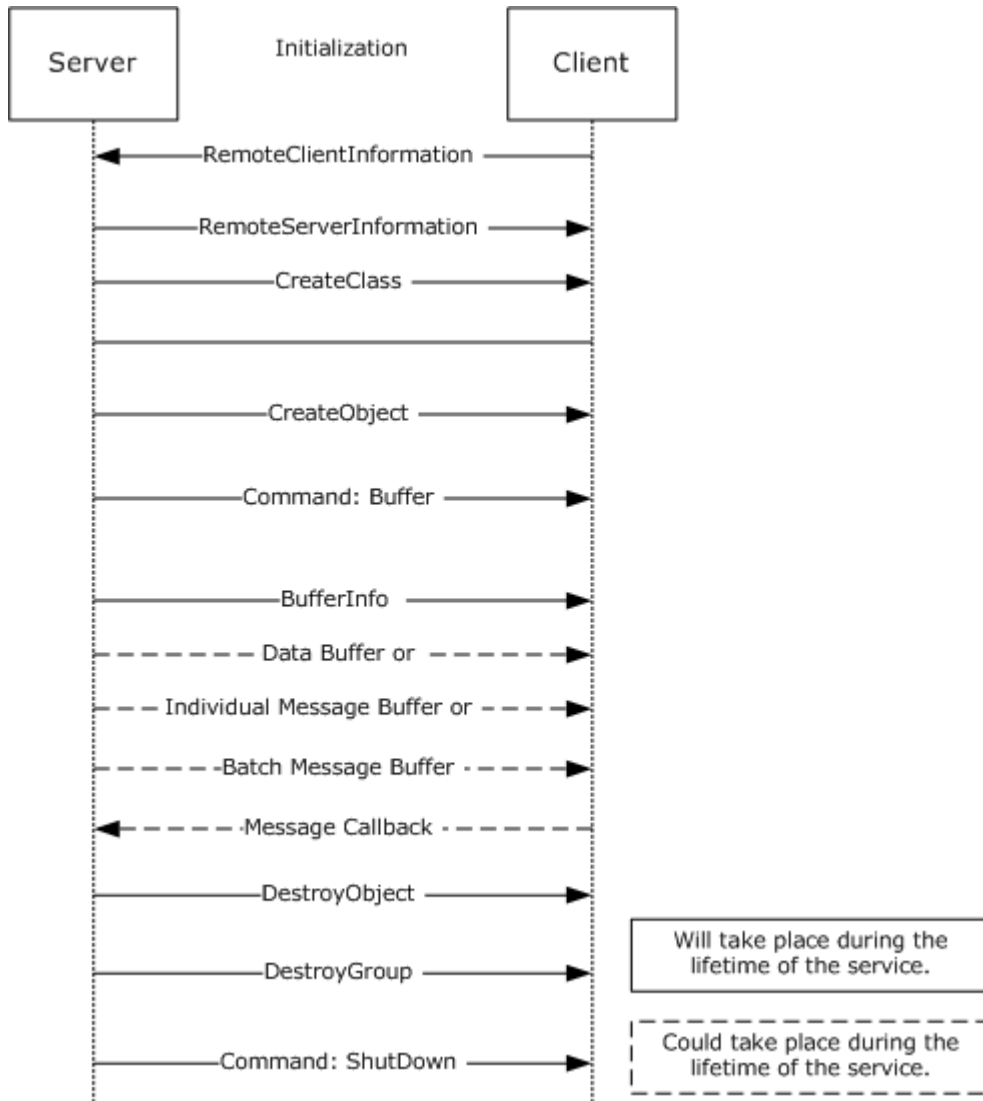 Server
Initialization
Client
RemoteClientInformation
RemoteServerInformation
CreateClass
CreateObject
Command: Buffer
BufferInfo
Data Buffer or
Individual Message Buffer or
Batch Message Buffer
Message Callback
DestroyObject
DestroyGroup
Command: ShutDown
Will take place during the
lifetime of the service.
Could take place during the
lifetime of the service.